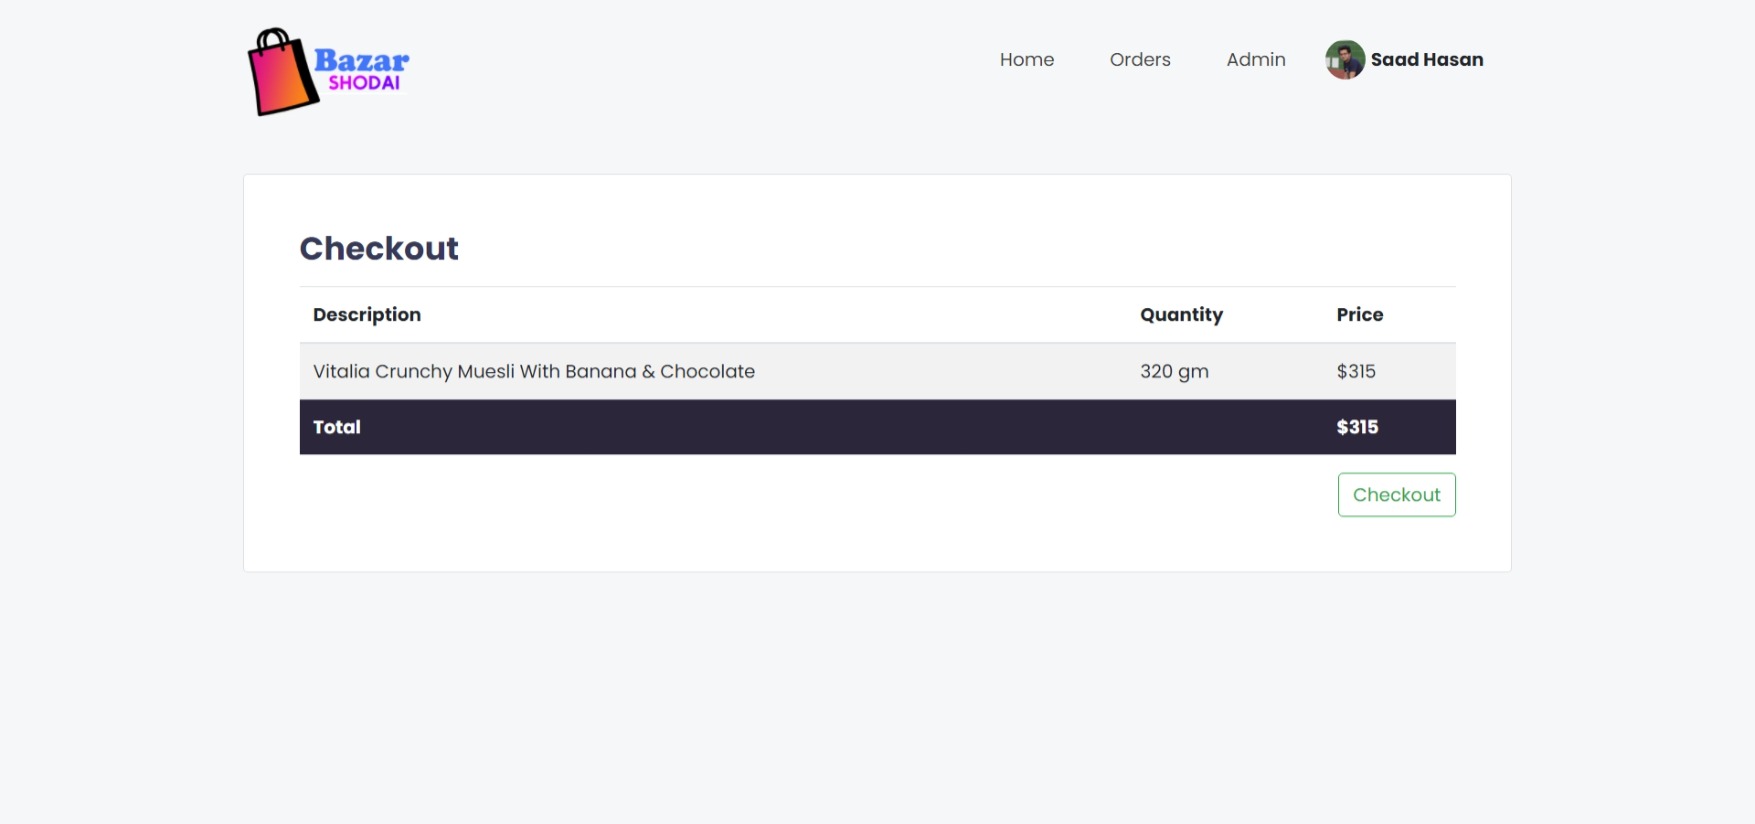 Bazar
SHODAI
Home Orders Admin Saad Hasan
Checkout
Description Quantity Price
Vitalia Crunchy Muesli With Banana & Chocolate 320 gm $315
Total $315
Checkout